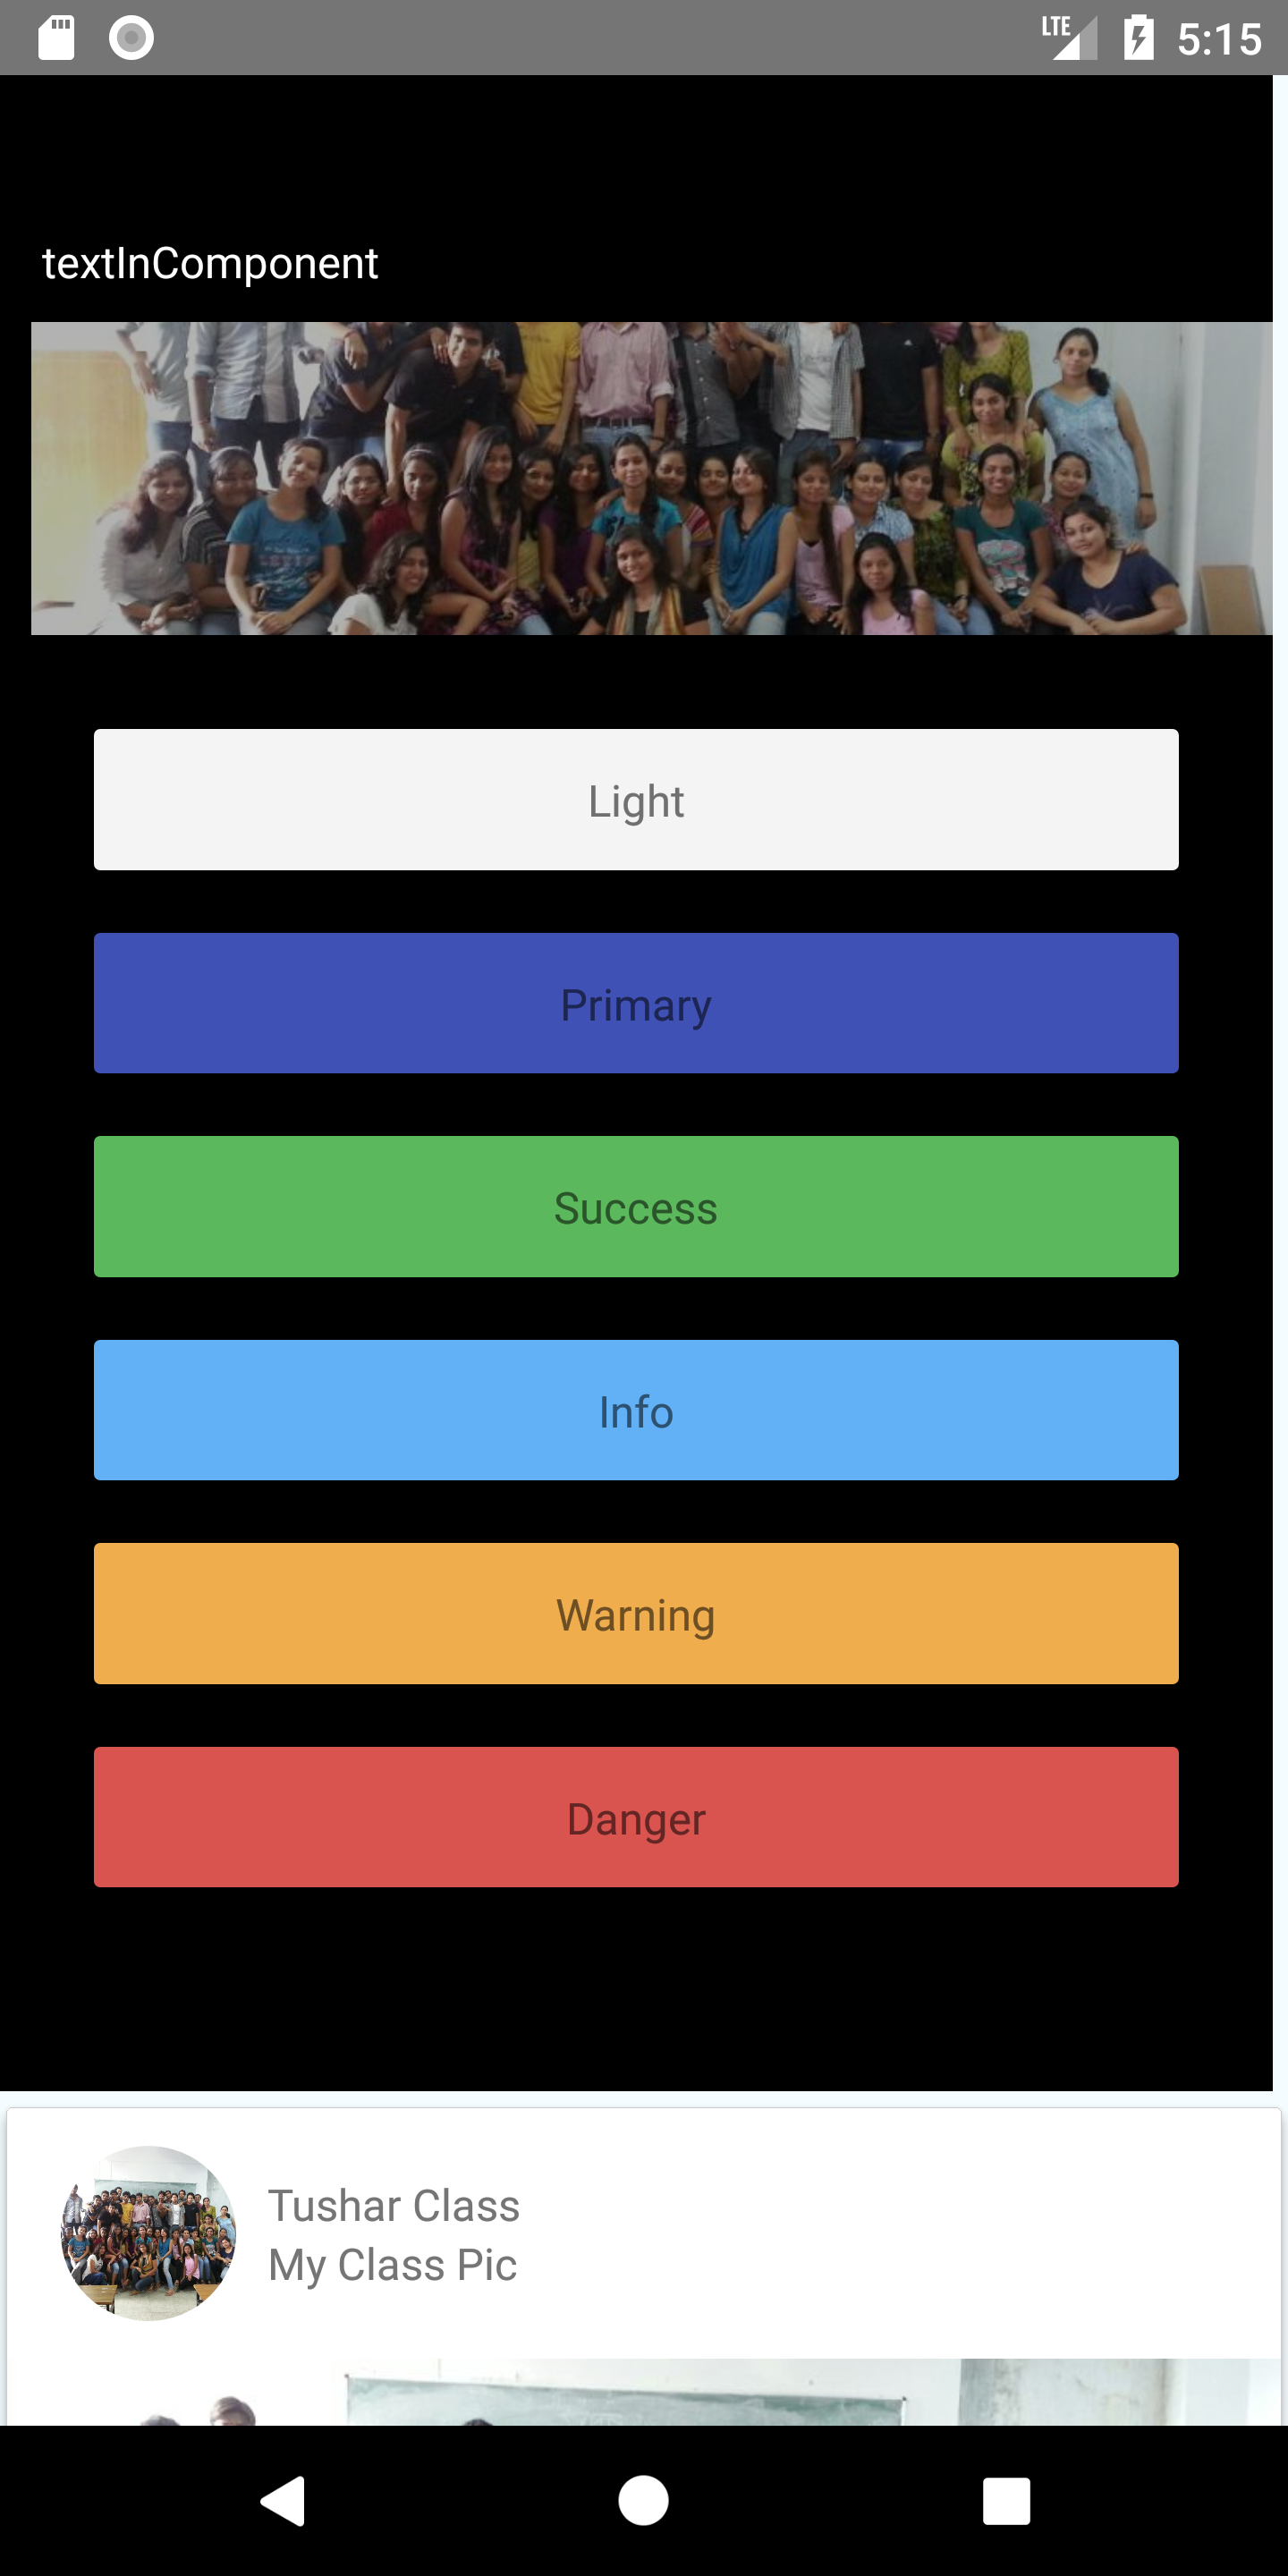 LTE 5:15
textInComponent
Light
Primary
Success
Info
Warning
Danger
Tushar Class
My Class Pic